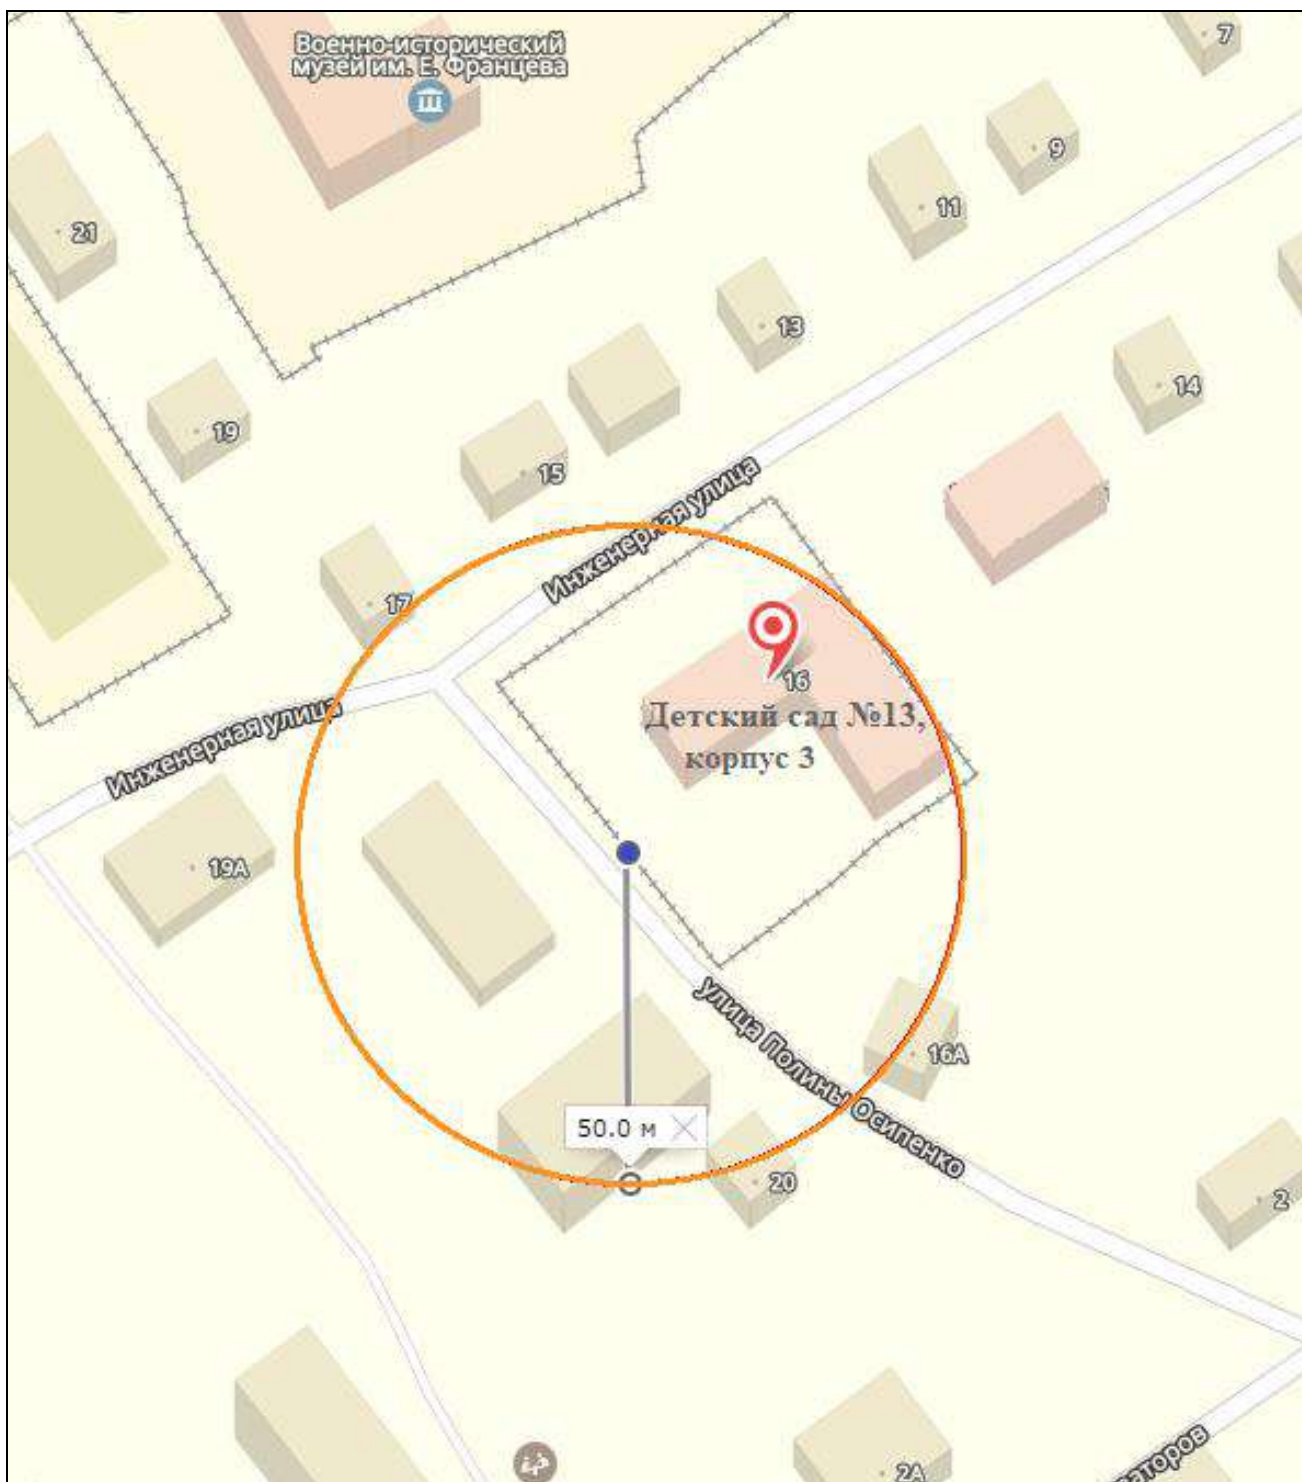 Военно-исторический
музей им. Е. Францева
7
9
11
21
13
14
19
15
Инженерная улица
17
16
Детский сад №13,
корпус 3
Инженерная улица
19А
улица Полины Осипенко
16А
50.0 м
20
2
2А